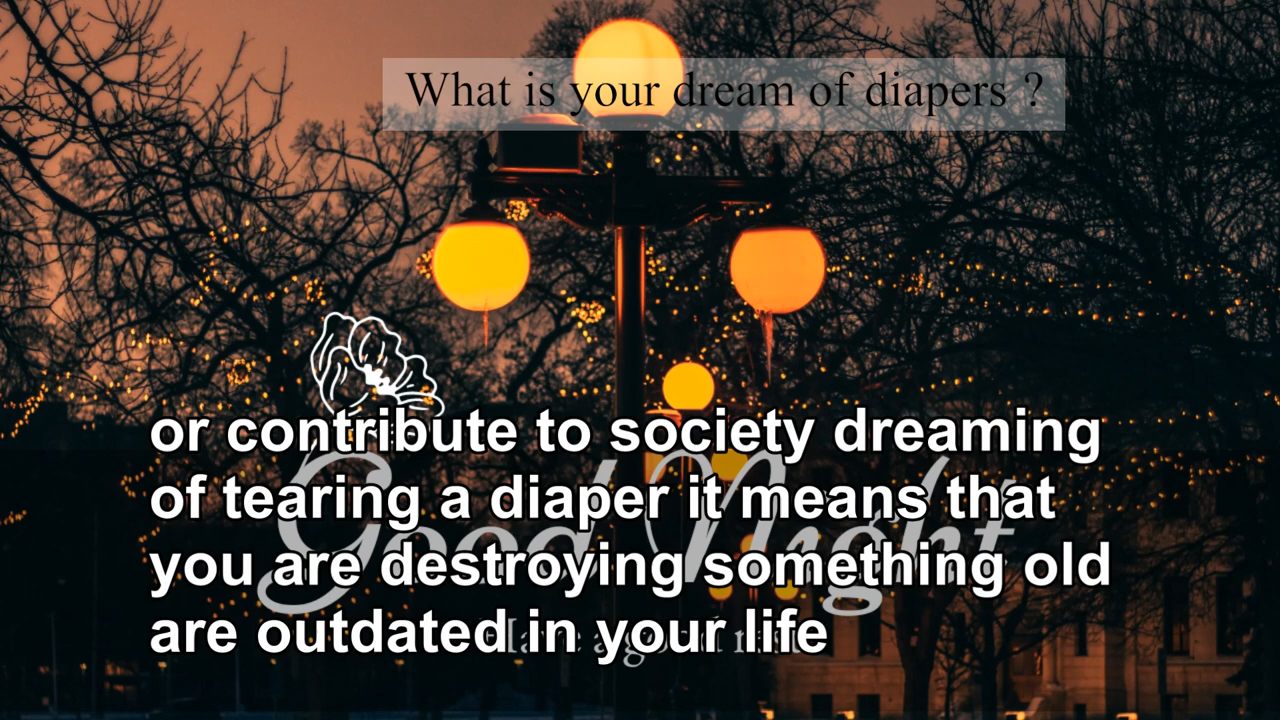 What is your dream of diapers ?
or contribute to society dreaming
of tearing a diaper it means that
you are destroying something old
are outdated in your life
Good Night